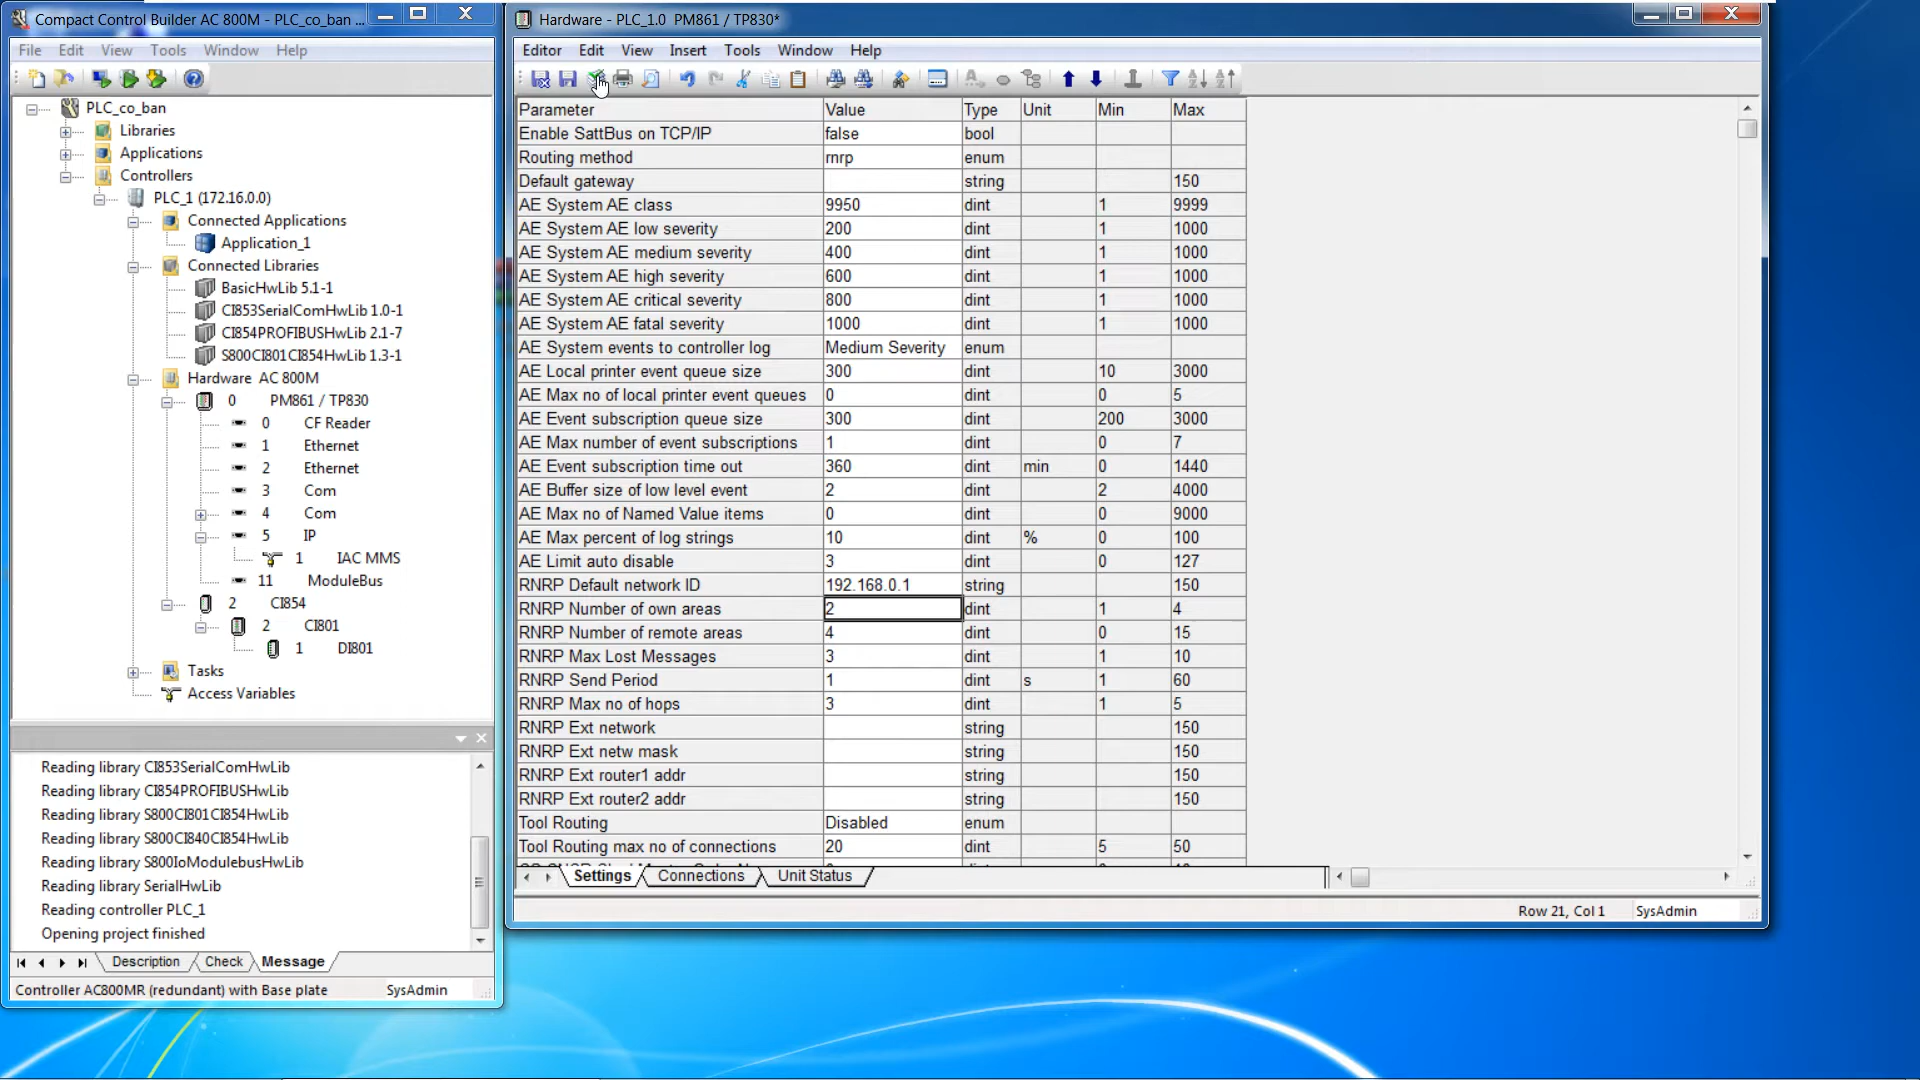 Compact Control Builder AC 800M - PLC_co_ban ...
File Edit View Tools Window Help
PLC_co_ban
Libraries
Applications
Controllers
PLC_1 (172.16.0.0)
Connected Applications
Application_1
Connected Libraries
BasicHwLib 5.1-1
CI853SerialComHwLib 1.0-1
CI854PROFIBUSHwLib 2.1-7
S800CI801CI854HwLib 1.3-1
Hardware AC 800M
0 PM861 / TP830
0 CF Reader
1 Ethernet
2 Ethernet
3 Com
4 Com
5 IP
1 IAC MMS
11 ModuleBus
2 CI854
2 CI801
1 DI801
Tasks
Access Variables
Reading library CI853SerialComHwLib
Reading library CI854PROFIBUSHwLib
Reading library S800CI801CI854HwLib
Reading library S800CI840CI854HwLib
Reading library S800IoModulebusHwLib
Reading library SerialHwLib
Reading controller PLC_1
Opening project finished
Description Check Message
Controller AC800MR (redundant) with Base plate SysAdmin
Hardware - PLC_1.0 PM861 / TP830*
Editor Edit View Insert Tools Window Help
Parameter Value Type Unit Min Max
Enable SattBus on TCP/IP false bool
Routing method rnrp enum
Default gateway string 150
AE System AE class 9950 dint 1 9999
AE System AE low severity 200 dint 1 1000
AE System AE medium severity 400 dint 1 1000
AE System AE high severity 600 dint 1 1000
AE System AE critical severity 800 dint 1 1000
AE System AE fatal severity 1000 dint 1 1000
AE System events to controller log Medium Severity enum
AE Local printer event queue size 300 dint 10 3000
AE Max no of local printer event queues 0 dint 0 5
AE Event subscription queue size 300 dint 200 3000
AE Max number of event subscriptions 1 dint 0 7
AE Event subscription time out 360 dint min 0 1440
AE Buffer size of low level event 2 dint 2 4000
AE Max no of Named Value items 0 dint 0 9000
AE Max percent of log strings 10 dint % 0 100
AE Limit auto disable 3 dint 0 127
RNRP Default network ID 192.168.0.1 string 150
RNRP Number of own areas 2 dint 1 4
RNRP Number of remote areas 4 dint 0 15
RNRP Max Lost Messages 3 dint 1 10
RNRP Send Period 1 dint s 1 60
RNRP Max no of hops 3 dint 1 5
RNRP Ext network string 150
RNRP Ext netw mask string 150
RNRP Ext router1 addr string 150
RNRP Ext router2 addr string 150
Tool Routing Disabled enum
Tool Routing max no of connections 20 dint 5 50
Settings Connections Unit Status
Row 21, Col 1 SysAdmin